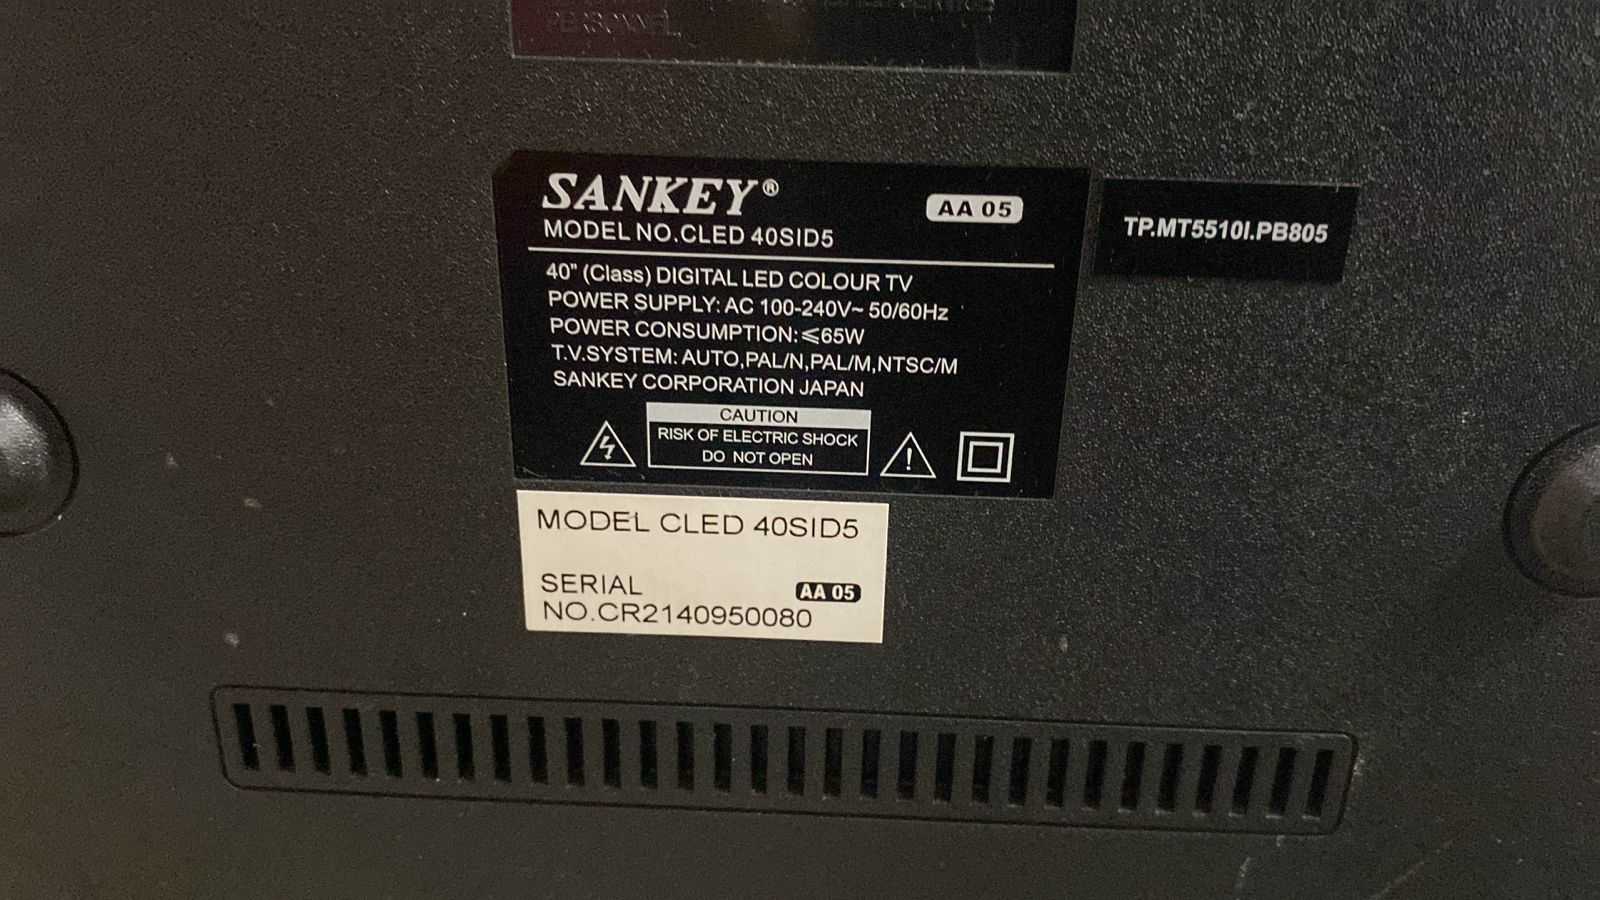 PERSONNEL
SANKEY®
AA 05
MODEL NO.CLED 40SID5
TP.MT5510I.PB805
40" (Class) DIGITAL LED COLOUR TV
POWER SUPPLY: AC 100-240V~ 50/60Hz
POWER CONSUMPTION:≤65W
T.V.SYSTEM: AUTO,PAL/N,PAL/M,NTSC/M
SANKEY CORPORATION JAPAN
CAUTION
RISK OF ELECTRIC SHOCK
DO NOT OPEN
MODEL CLED 40SID5
SERIAL
AA 05
NO.CR2140950080